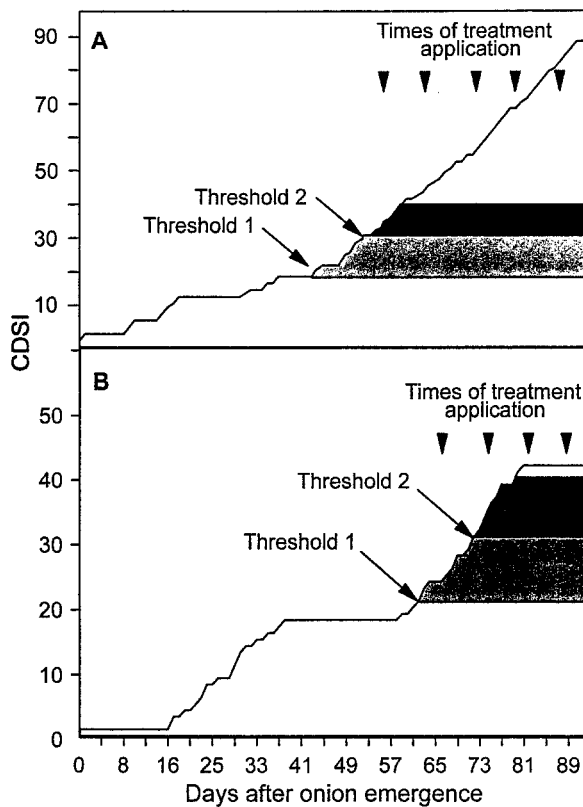 A
Times of treatment
application
90
70
50
30
10
Threshold 2
Threshold 1
CDSI
B
Times of treatment
application
50
40
30
20
10
0
Threshold 2
Threshold 1
0 8 16 25 33 41 49 57 65 73 81 89
Days after onion emergence